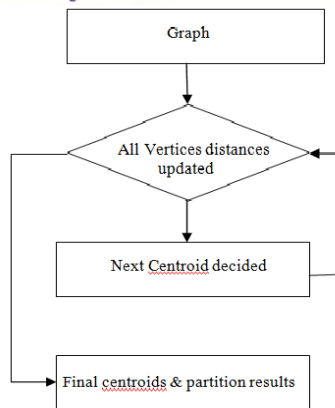 Graph
All Vertices distances
updated
Next Centroid decided
Final centroids & partition results